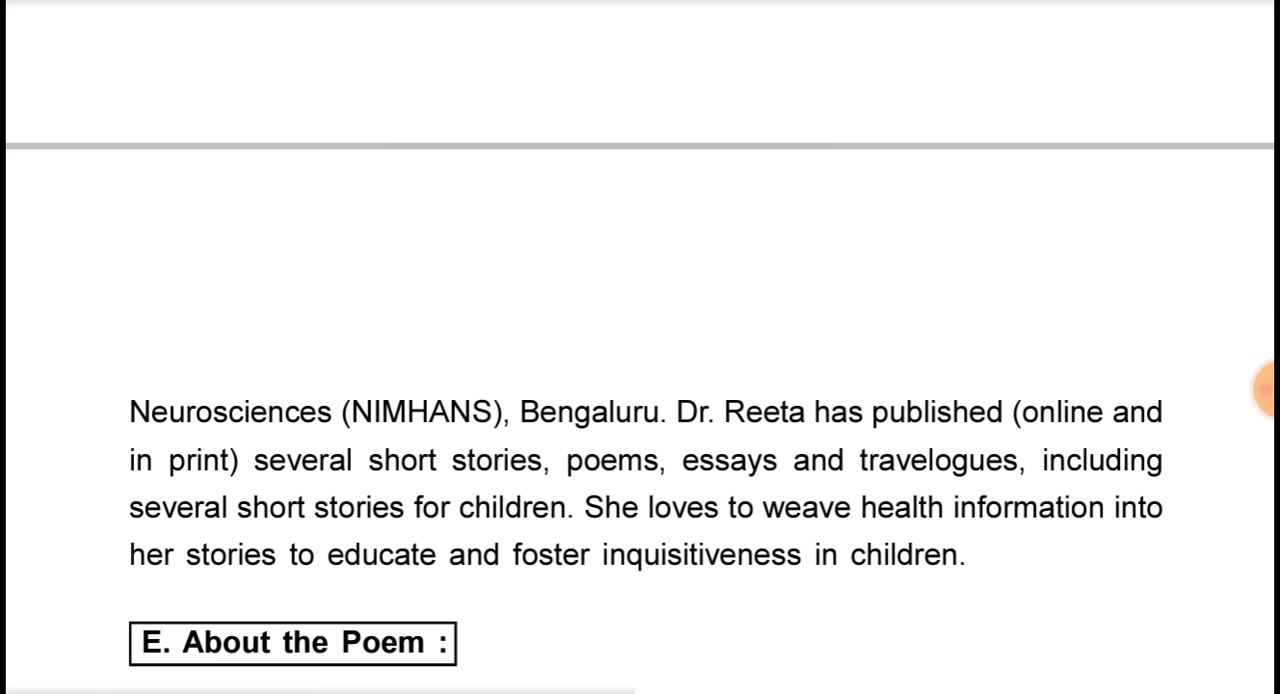 Neurosciences (NIMHANS), Bengaluru. Dr. Reeta has published (online and
in print) several short stories, poems, essays and travelogues, including
several short stories for children. She loves to weave health information into
her stories to educate and foster inquisitiveness in children.
E. About the Poem :